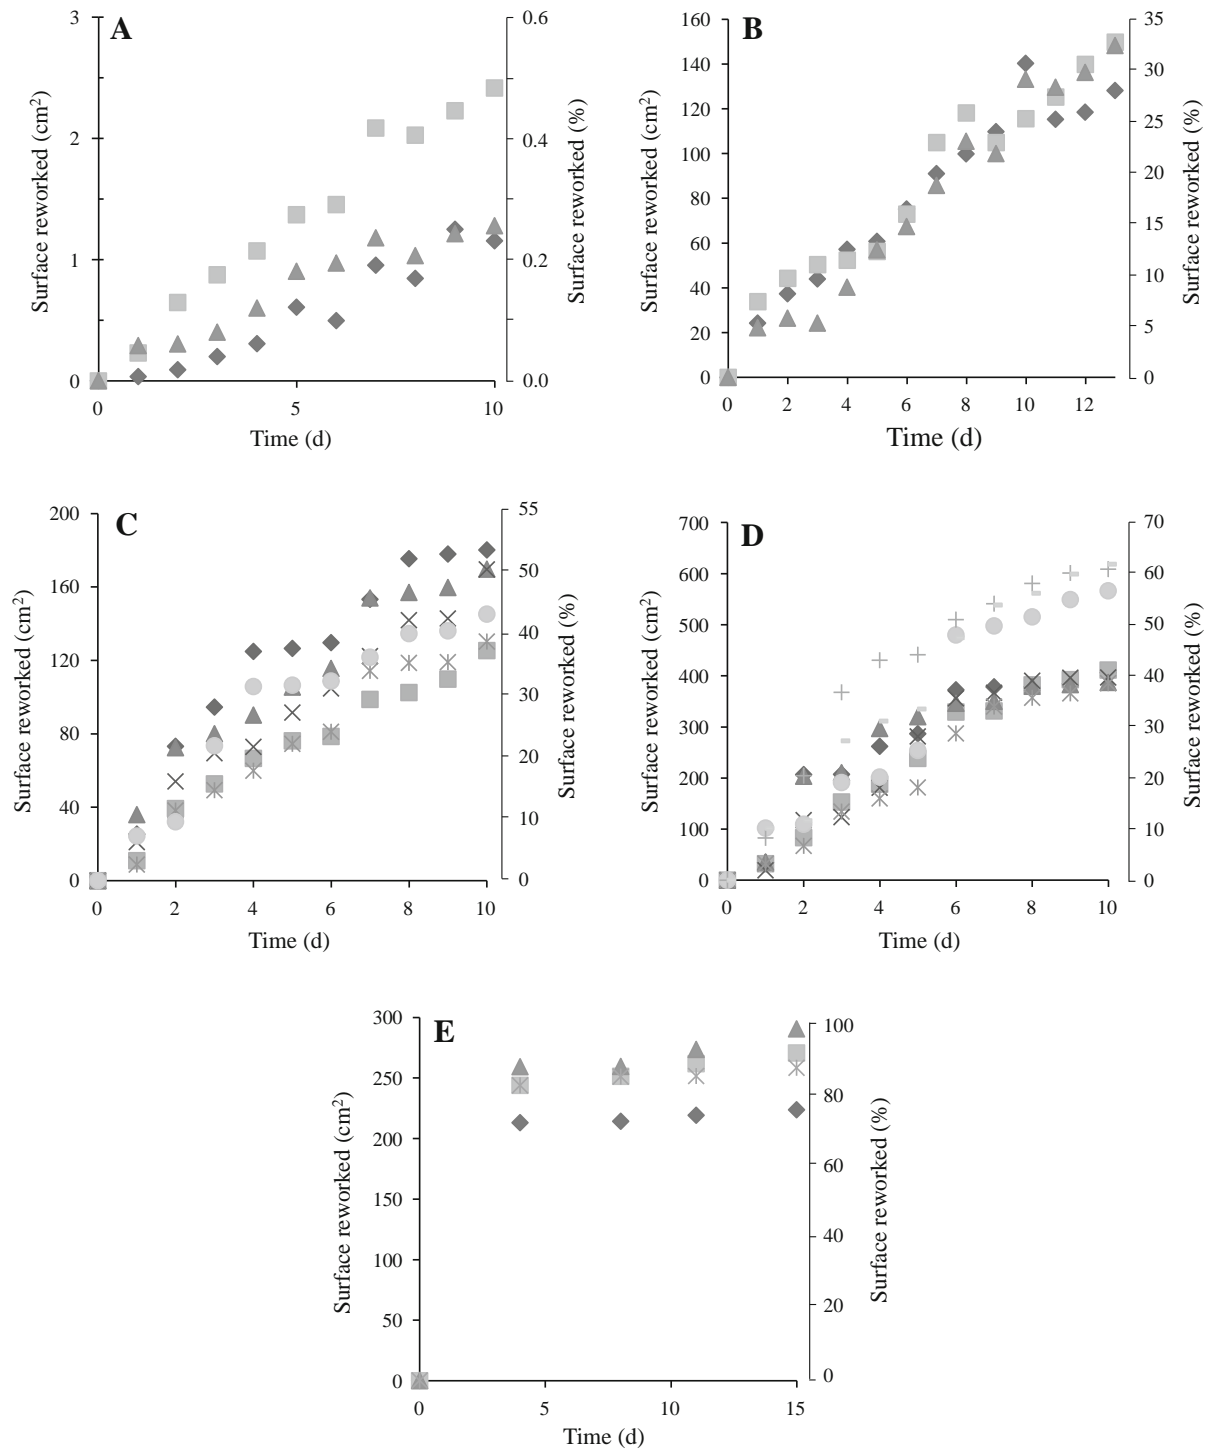 A
Surface reworked (cm²)
3
2
1
0
0.6
0.4
0.2
0.0
Surface reworked (%)
0 5 10
Time (d)
B
Surface reworked (cm²)
160
140
120
100
80
60
40
20
0
35
30
25
20
15
10
5
0
Surface reworked (%)
0 2 4 6 8 10 12
Time (d)
C
Surface reworked (cm²)
200
160
120
80
40
0
55
50
40
30
20
10
0
Surface reworked (%)
0 2 4 6 8 10
Time (d)
D
Surface reworked (cm²)
700
600
500
400
300
200
100
0
70
60
50
40
30
20
10
0
Surface reworked (%)
0 2 4 6 8 10
Time (d)
E
Surface reworked (cm²)
300
250
200
150
100
50
0
100
80
60
40
20
0
Surface reworked (%)
0 5 10 15
Time (d)